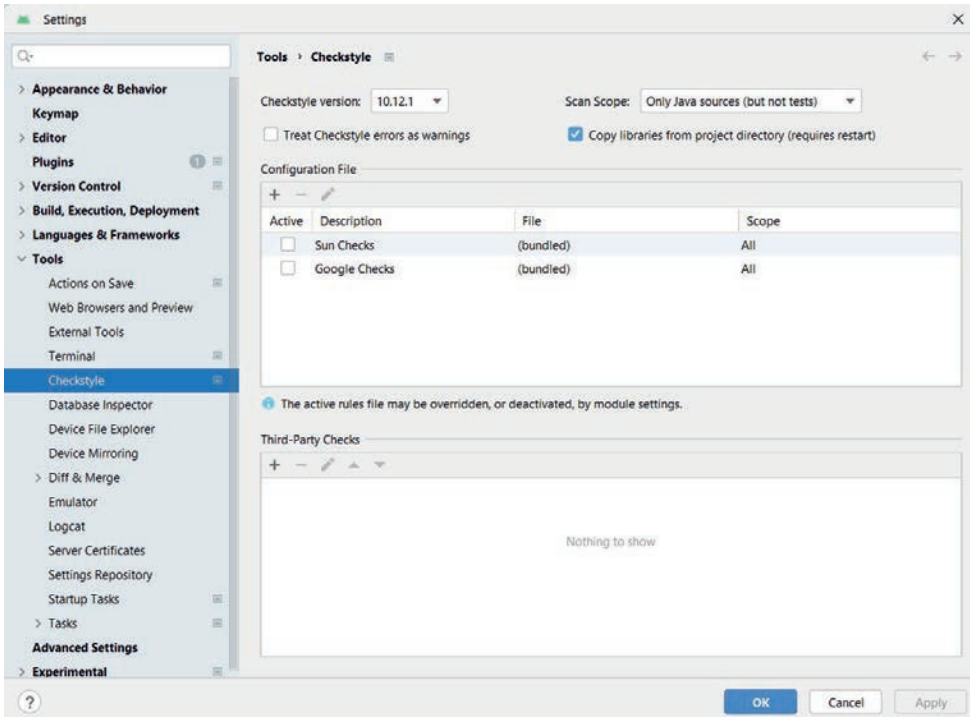 Settings
Appearance & Behavior
Keymap
Editor
Plugins 1
Version Control
Build, Execution, Deployment
Languages & Frameworks
Tools
Actions on Save
Web Browsers and Preview
External Tools
Terminal
Checkstyle
Database Inspector
Device File Explorer
Device Mirroring
Diff & Merge
Emulator
Logcat
Server Certificates
Settings Repository
Startup Tasks
Tasks
Advanced Settings
Experimental
Tools › Checkstyle
Checkstyle version: 10.12.1 Scan Scope: Only Java sources (but not tests)
Treat Checkstyle errors as warnings Copy libraries from project directory (requires restart)
Configuration File
Active Description File Scope
Sun Checks (bundled) All
Google Checks (bundled) All
The active rules file may be overridden, or deactivated, by module settings.
Third-Party Checks
Nothing to show
? OK Cancel Apply